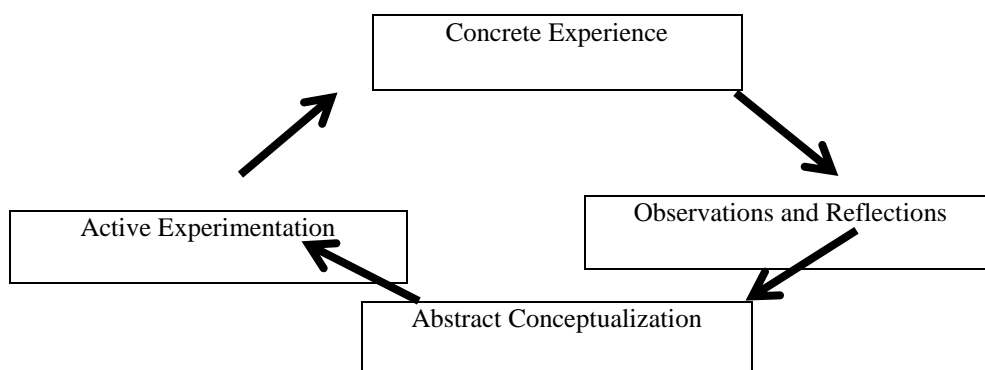 Concrete Experience
Observations and Reflections
Active Experimentation
Abstract Conceptualization